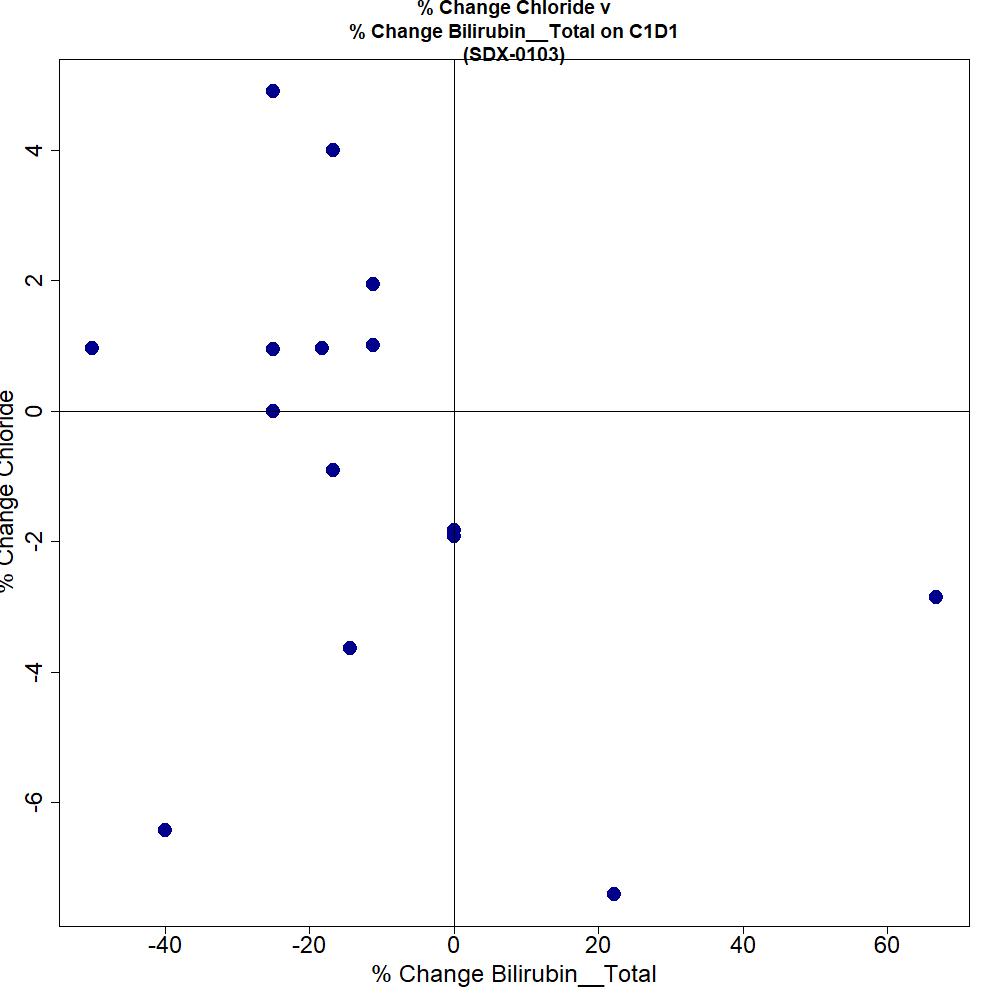 % Change Chloride v
% Change Bilirubin__Total on C1D1
(SDX-0103)
% Change Chloride
4
2
0
-2
-4
-6
-40 -20 0 20 40 60
% Change Bilirubin__Total